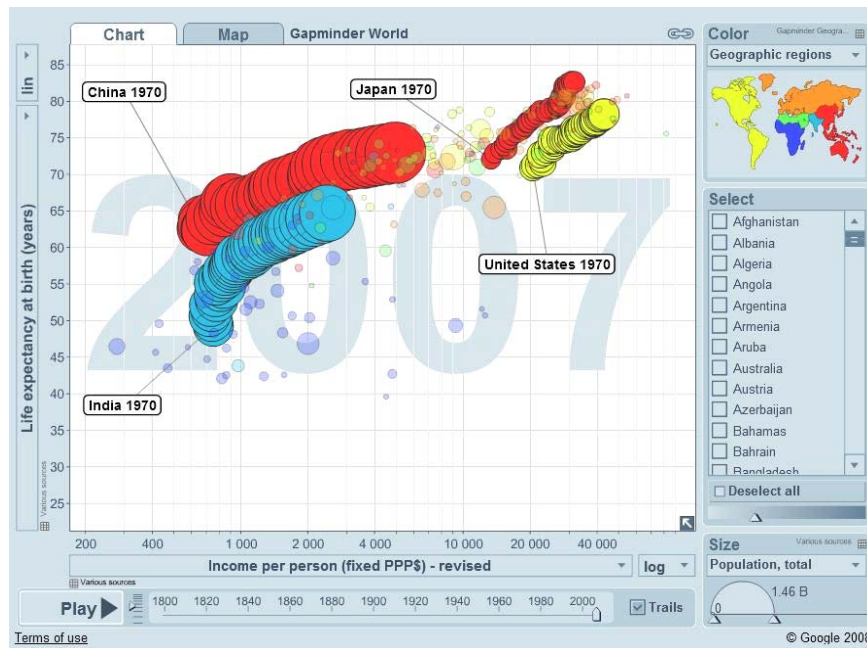 Chart
Map
Gapminder World
Color
Gapminder Geogra...
Geographic regions
lin
Life expectancy at birth (years)
Various sources
85
80
75
70
65
60
55
50
45
40
35
30
25
China 1970
Japan 1970
United States 1970
India 1970
2007
200
400
1 000
2 000
4 000
10 000
20 000
40 000
Income per person (fixed PPP$) - revised
log
Various sources
Select
Afghanistan
Albania
Algeria
Angola
Argentina
Armenia
Aruba
Australia
Austria
Azerbaijan
Bahamas
Bahrain
Bangladesh
Deselect all
Size
Various sources
Population, total
1.46 B
0
Play
1800 1820 1840 1860 1880 1900 1920 1940 1960 1980 2000
Trails
Terms of use
© Google 2008